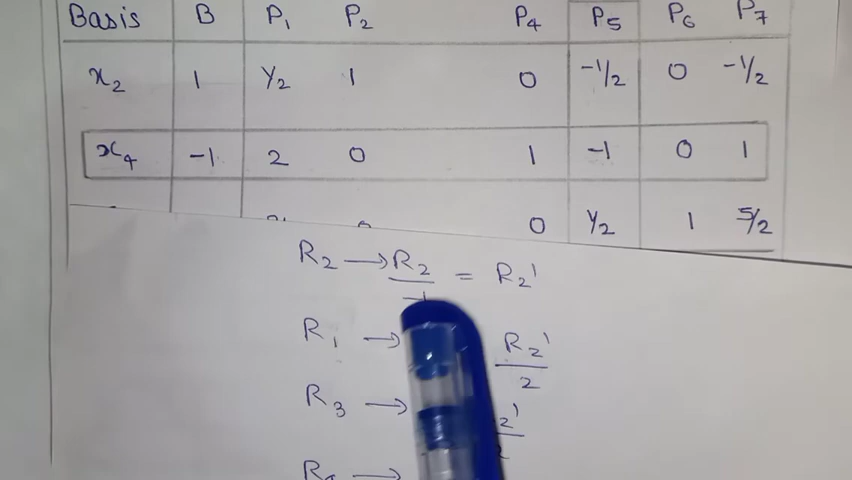 Basis B P₁ P₂ P₄ P₅ P₆ P₇
x₂ 1 1/2 1 0 -1/2 0 -1/2
x₄ -1 2 0 1 -1 0 1
0 1/2 1 5/2
R₂ → R₂/-1 = R₂'
R₁ → R₂'/2
R₃ → 2'/2